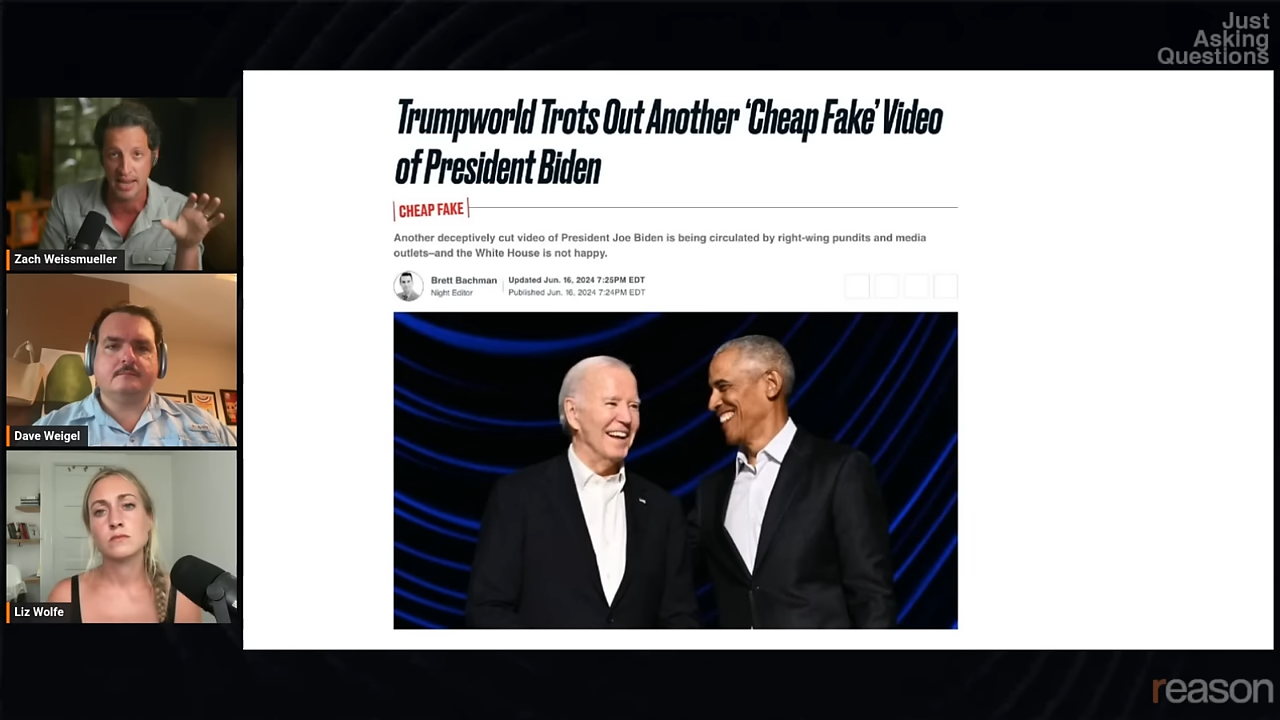 Just
Asking
Questions
Trumpworld Trots Out Another ‘Cheap Fake’ Video
of President Biden
CHEAP FAKE
Another deceptively cut video of President Joe Biden is being circulated by right-wing pundits and media
outlets–and the White House is not happy.
Brett Bachman
Night Editor
Updated Jun. 16, 2024 7:25PM EDT
Published Jun. 16, 2024 7:24PM EDT
Zach Weissmueller
Dave Weigel
Liz Wolfe
reason